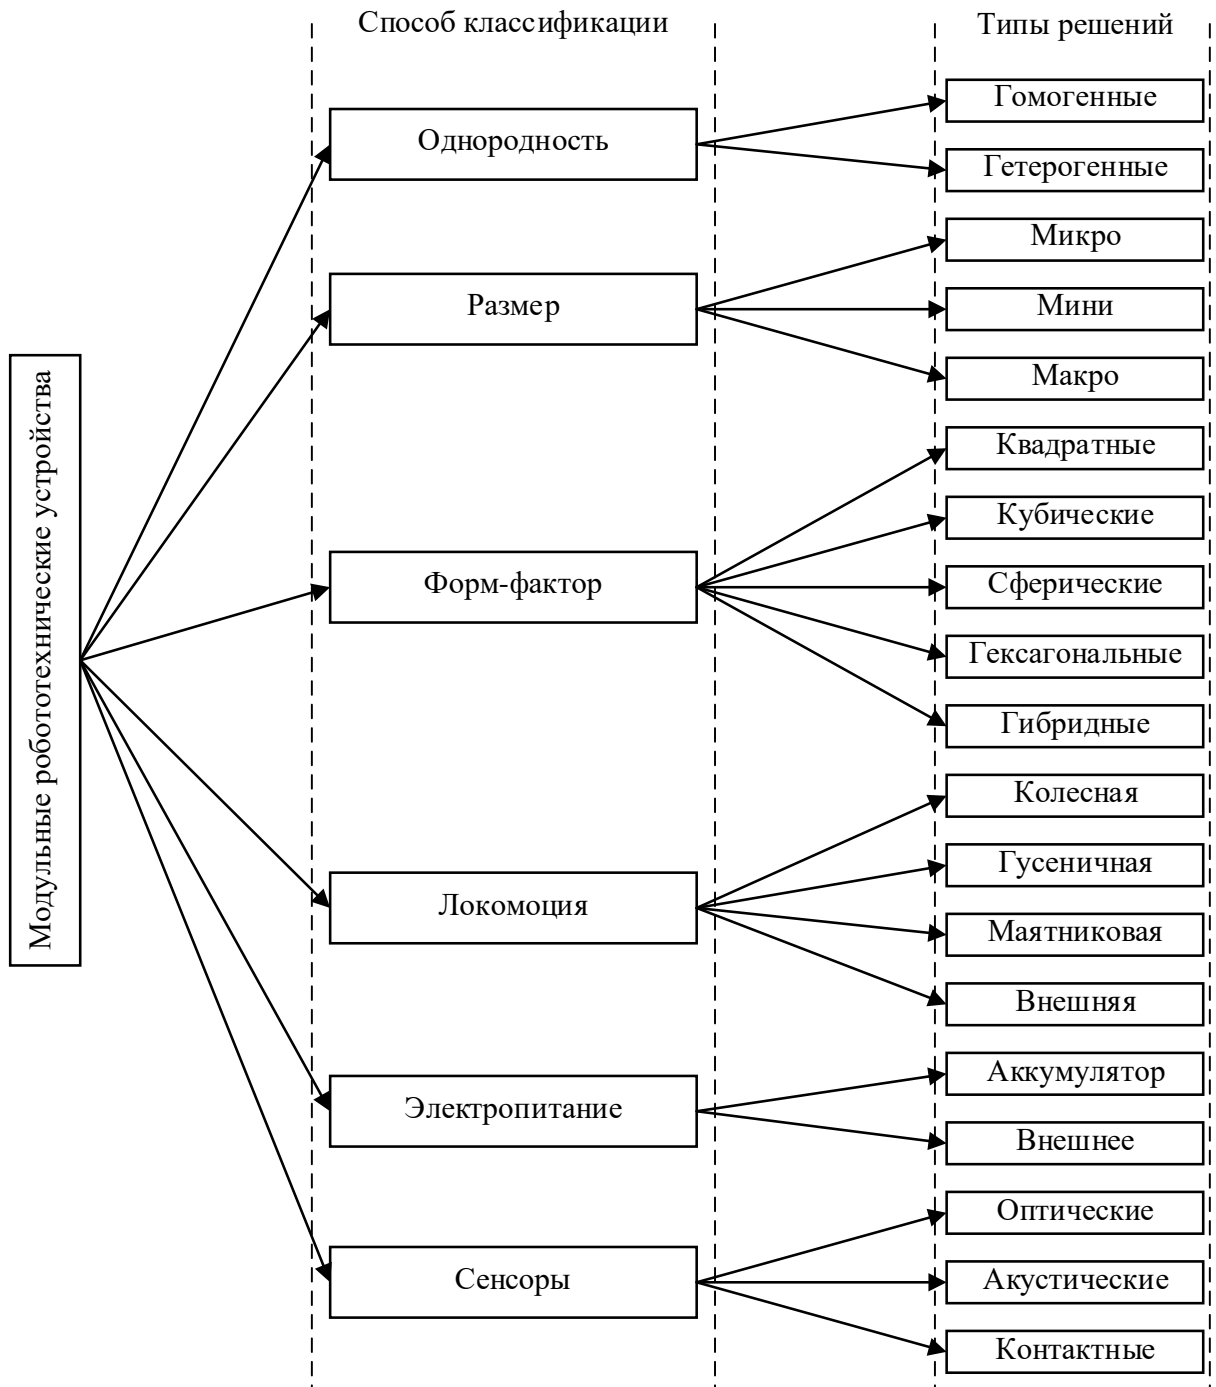 Способ классификации
Типы решений
Модульные робототехнические устройства
Однородность
Гомогенные
Гетерогенные
Размер
Микро
Мини
Макро
Форм-фактор
Квадратные
Кубические
Сферические
Гексагональные
Гибридные
Локомоция
Колесная
Гусеничная
Маятниковая
Внешняя
Электропитание
Аккумулятор
Внешнее
Сенсоры
Оптические
Акустические
Контактные